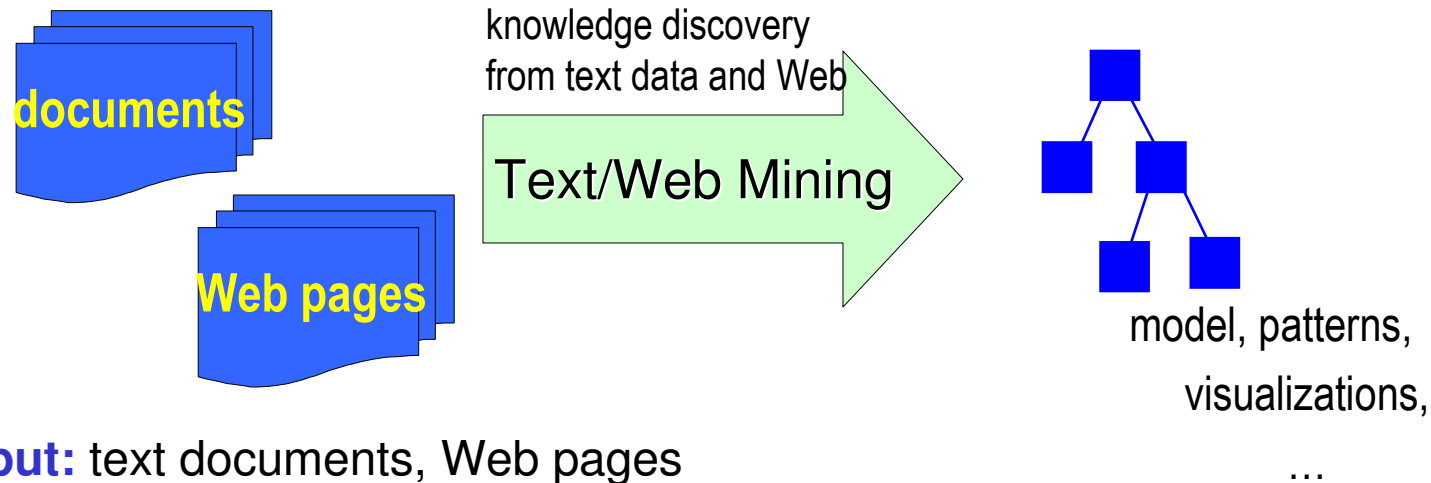 knowledge discovery
from text data and Web
documents
Text/Web Mining
Web pages
model, patterns,
visualizations,
...
put: text documents, Web pages